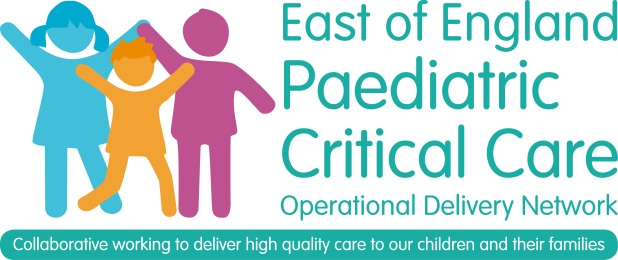 East of England
Paediatric
Critical Care
Operational Delivery Network
Collaborative working to deliver high quality care to our children and their families